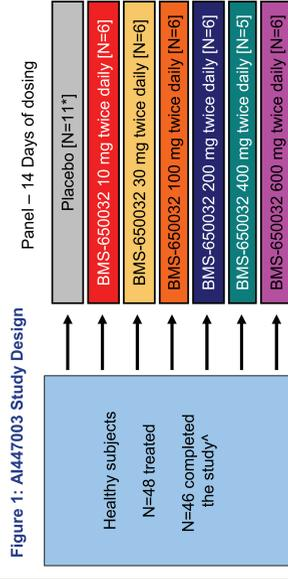 Figure 1: AI447003 Study Design
Panel – 14 Days of dosing
Healthy subjects
N=48 treated
N=46 completed
the study^
Placebo [N=11*]
BMS-650032 10 mg twice daily [N=6]
BMS-650032 30 mg twice daily [N=6]
BMS-650032 100 mg twice daily [N=6]
BMS-650032 200 mg twice daily [N=6]
BMS-650032 400 mg twice daily [N=5]
BMS-650032 600 mg twice daily [N=6]